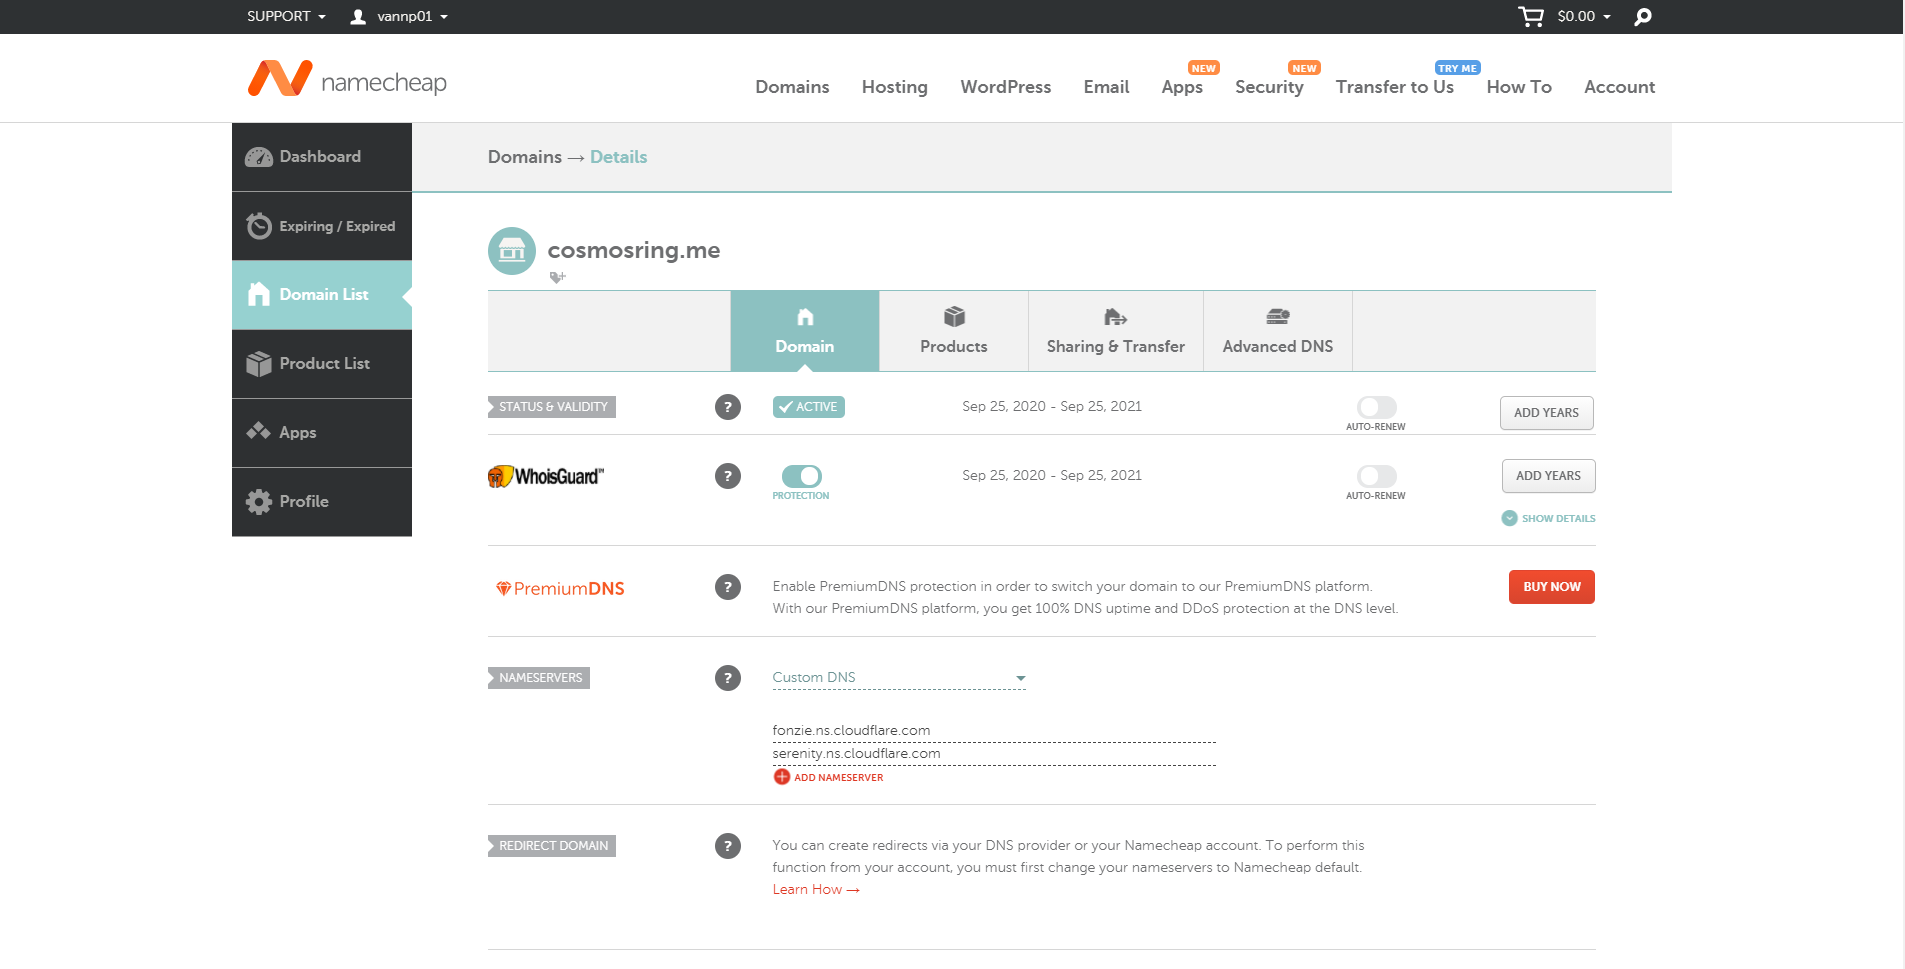 SUPPORT
vannp01
$0.00
namecheap
Domains
Hosting
WordPress
Email
Apps
NEW
Security
NEW
Transfer to Us
TRY ME
How To
Account
Dashboard
Expiring / Expired
Domain List
Product List
Apps
Profile
Domains → Details
cosmosring.me
Domain
Products
Sharing & Transfer
Advanced DNS
STATUS & VALIDITY
?
ACTIVE
Sep 25, 2020 - Sep 25, 2021
AUTO-RENEW
ADD YEARS
WhoisGuard™
?
PROTECTION
Sep 25, 2020 - Sep 25, 2021
AUTO-RENEW
ADD YEARS
SHOW DETAILS
PremiumDNS
?
Enable PremiumDNS protection in order to switch your domain to our PremiumDNS platform.
With our PremiumDNS platform, you get 100% DNS uptime and DDoS protection at the DNS level.
BUY NOW
NAMESERVERS
?
Custom DNS
fonzie.ns.cloudflare.com
serenity.ns.cloudflare.com
ADD NAMESERVER
REDIRECT DOMAIN
?
You can create redirects via your DNS provider or your Namecheap account. To perform this
function from your account, you must first change your nameservers to Namecheap default.
Learn How →